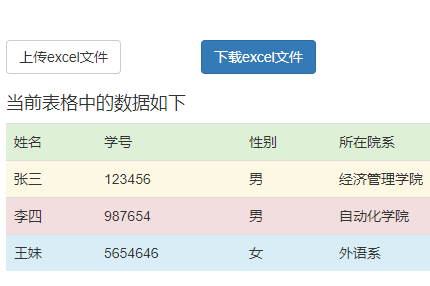 上传excel文件 下载excel文件
当前表格中的数据如下
姓名 学号 性别 所在院系
张三 123456 男 经济管理学院
李四 987654 男 自动化学院
王妹 5654646 女 外语系